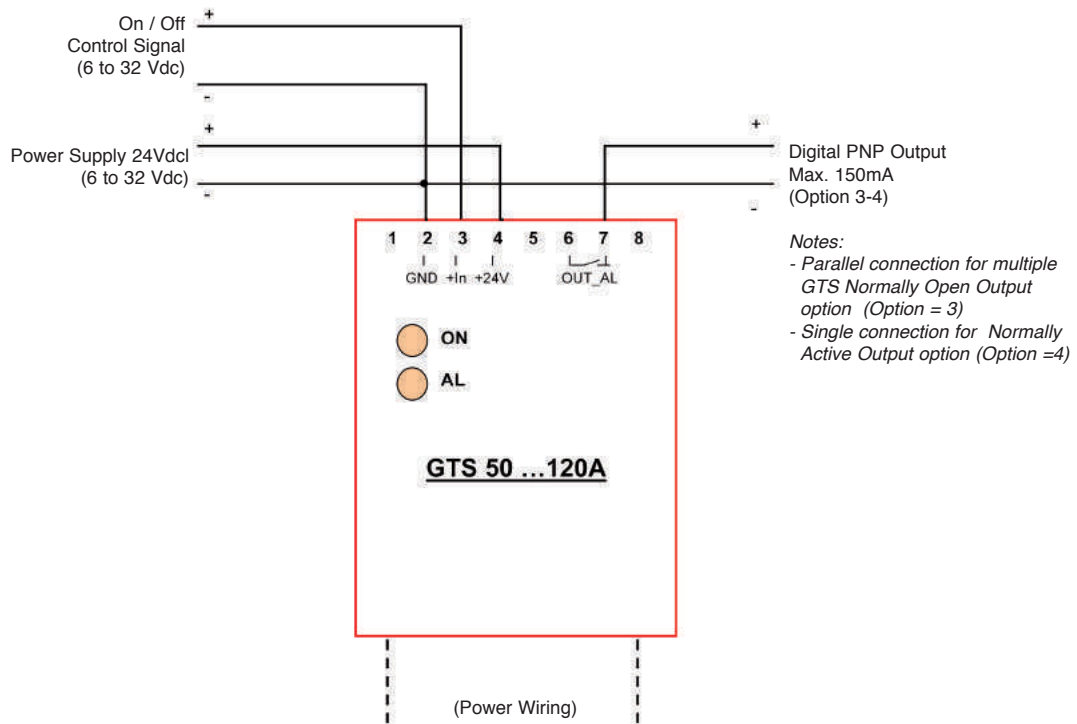 +
On / Off
Control Signal
(6 to 32 Vdc)
-
+
Power Supply 24Vdcl
(6 to 32 Vdc)
-
+
Digital PNP Output
Max. 150mA
(Option 3-4)
-
Notes:
- Parallel connection for multiple
GTS Normally Open Output
option (Option = 3)
- Single connection for Normally
Active Output option (Option =4)
1 2 3 4 5 6 7 8
GND +In +24V OUT_AL
ON
AL
GTS 50 ...120A
(Power Wiring)